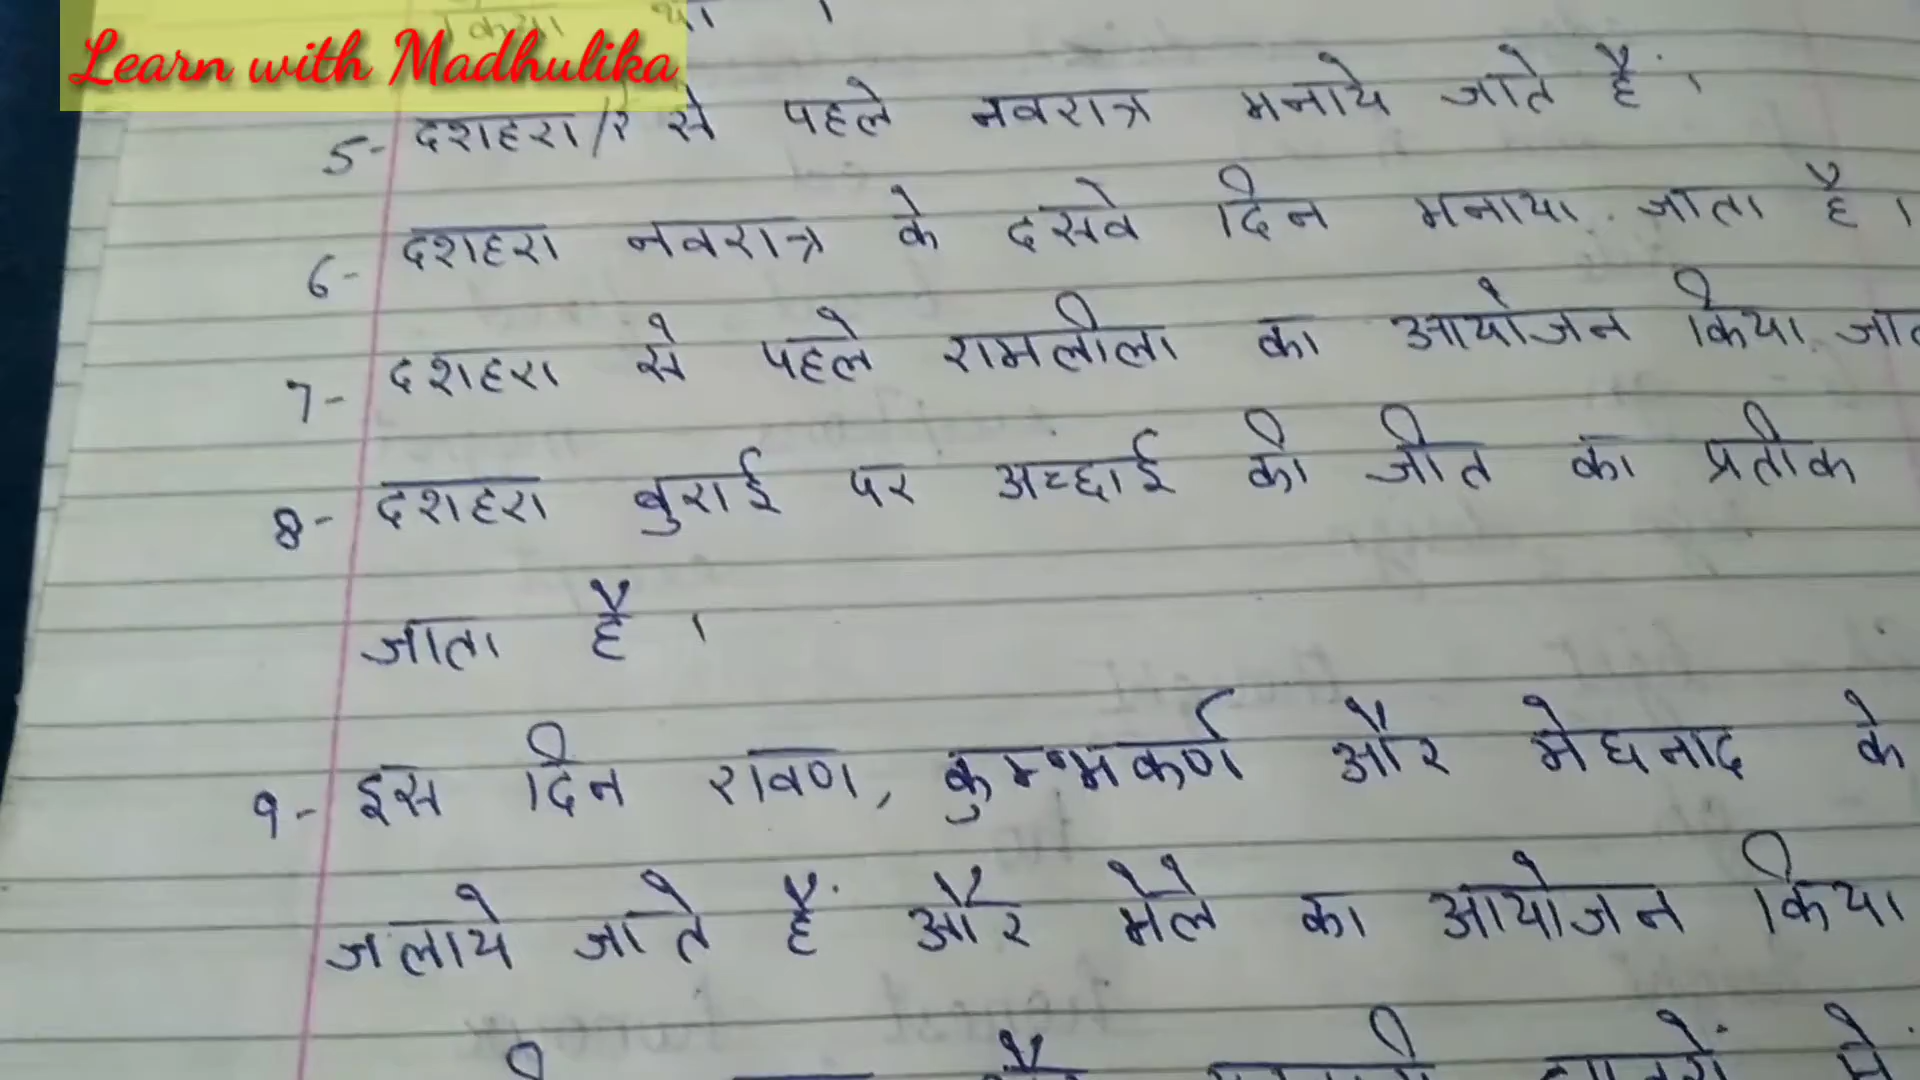 Learn with Madhulika
किया था ।
5- दशहरा/रे से पहले नवरात्र मनाये जाते हैं ।
6- दशहरा नवरात्र के दसवे दिन मनाया जाता है ।
7- दशहरा से पहले रामलीला का आयोजन किया जात
8- दशहरा बुराई पर अच्छाई की जीत का प्रतीक
जाता है ।
9- इस दिन रावण, कुम्भकर्ण और मेघनाद के
जलाये जाते हैं और मेले का आयोजन किया